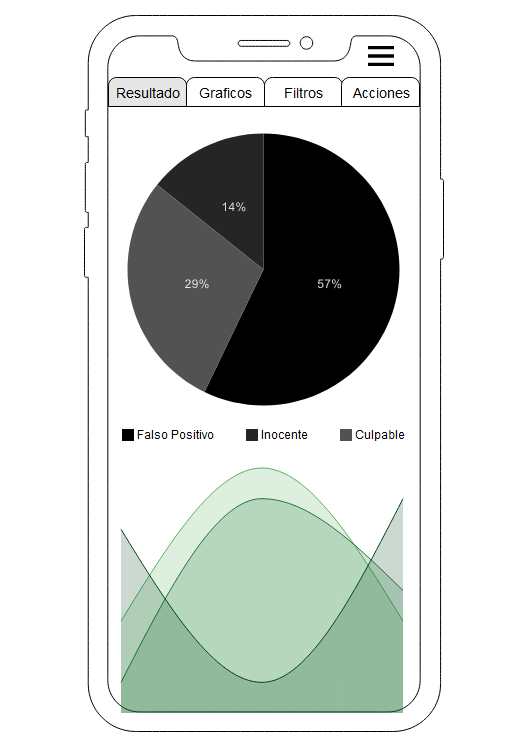 Resultado Graficos Filtros Acciones
14%
29% 57%
Falso Positivo Inocente Culpable